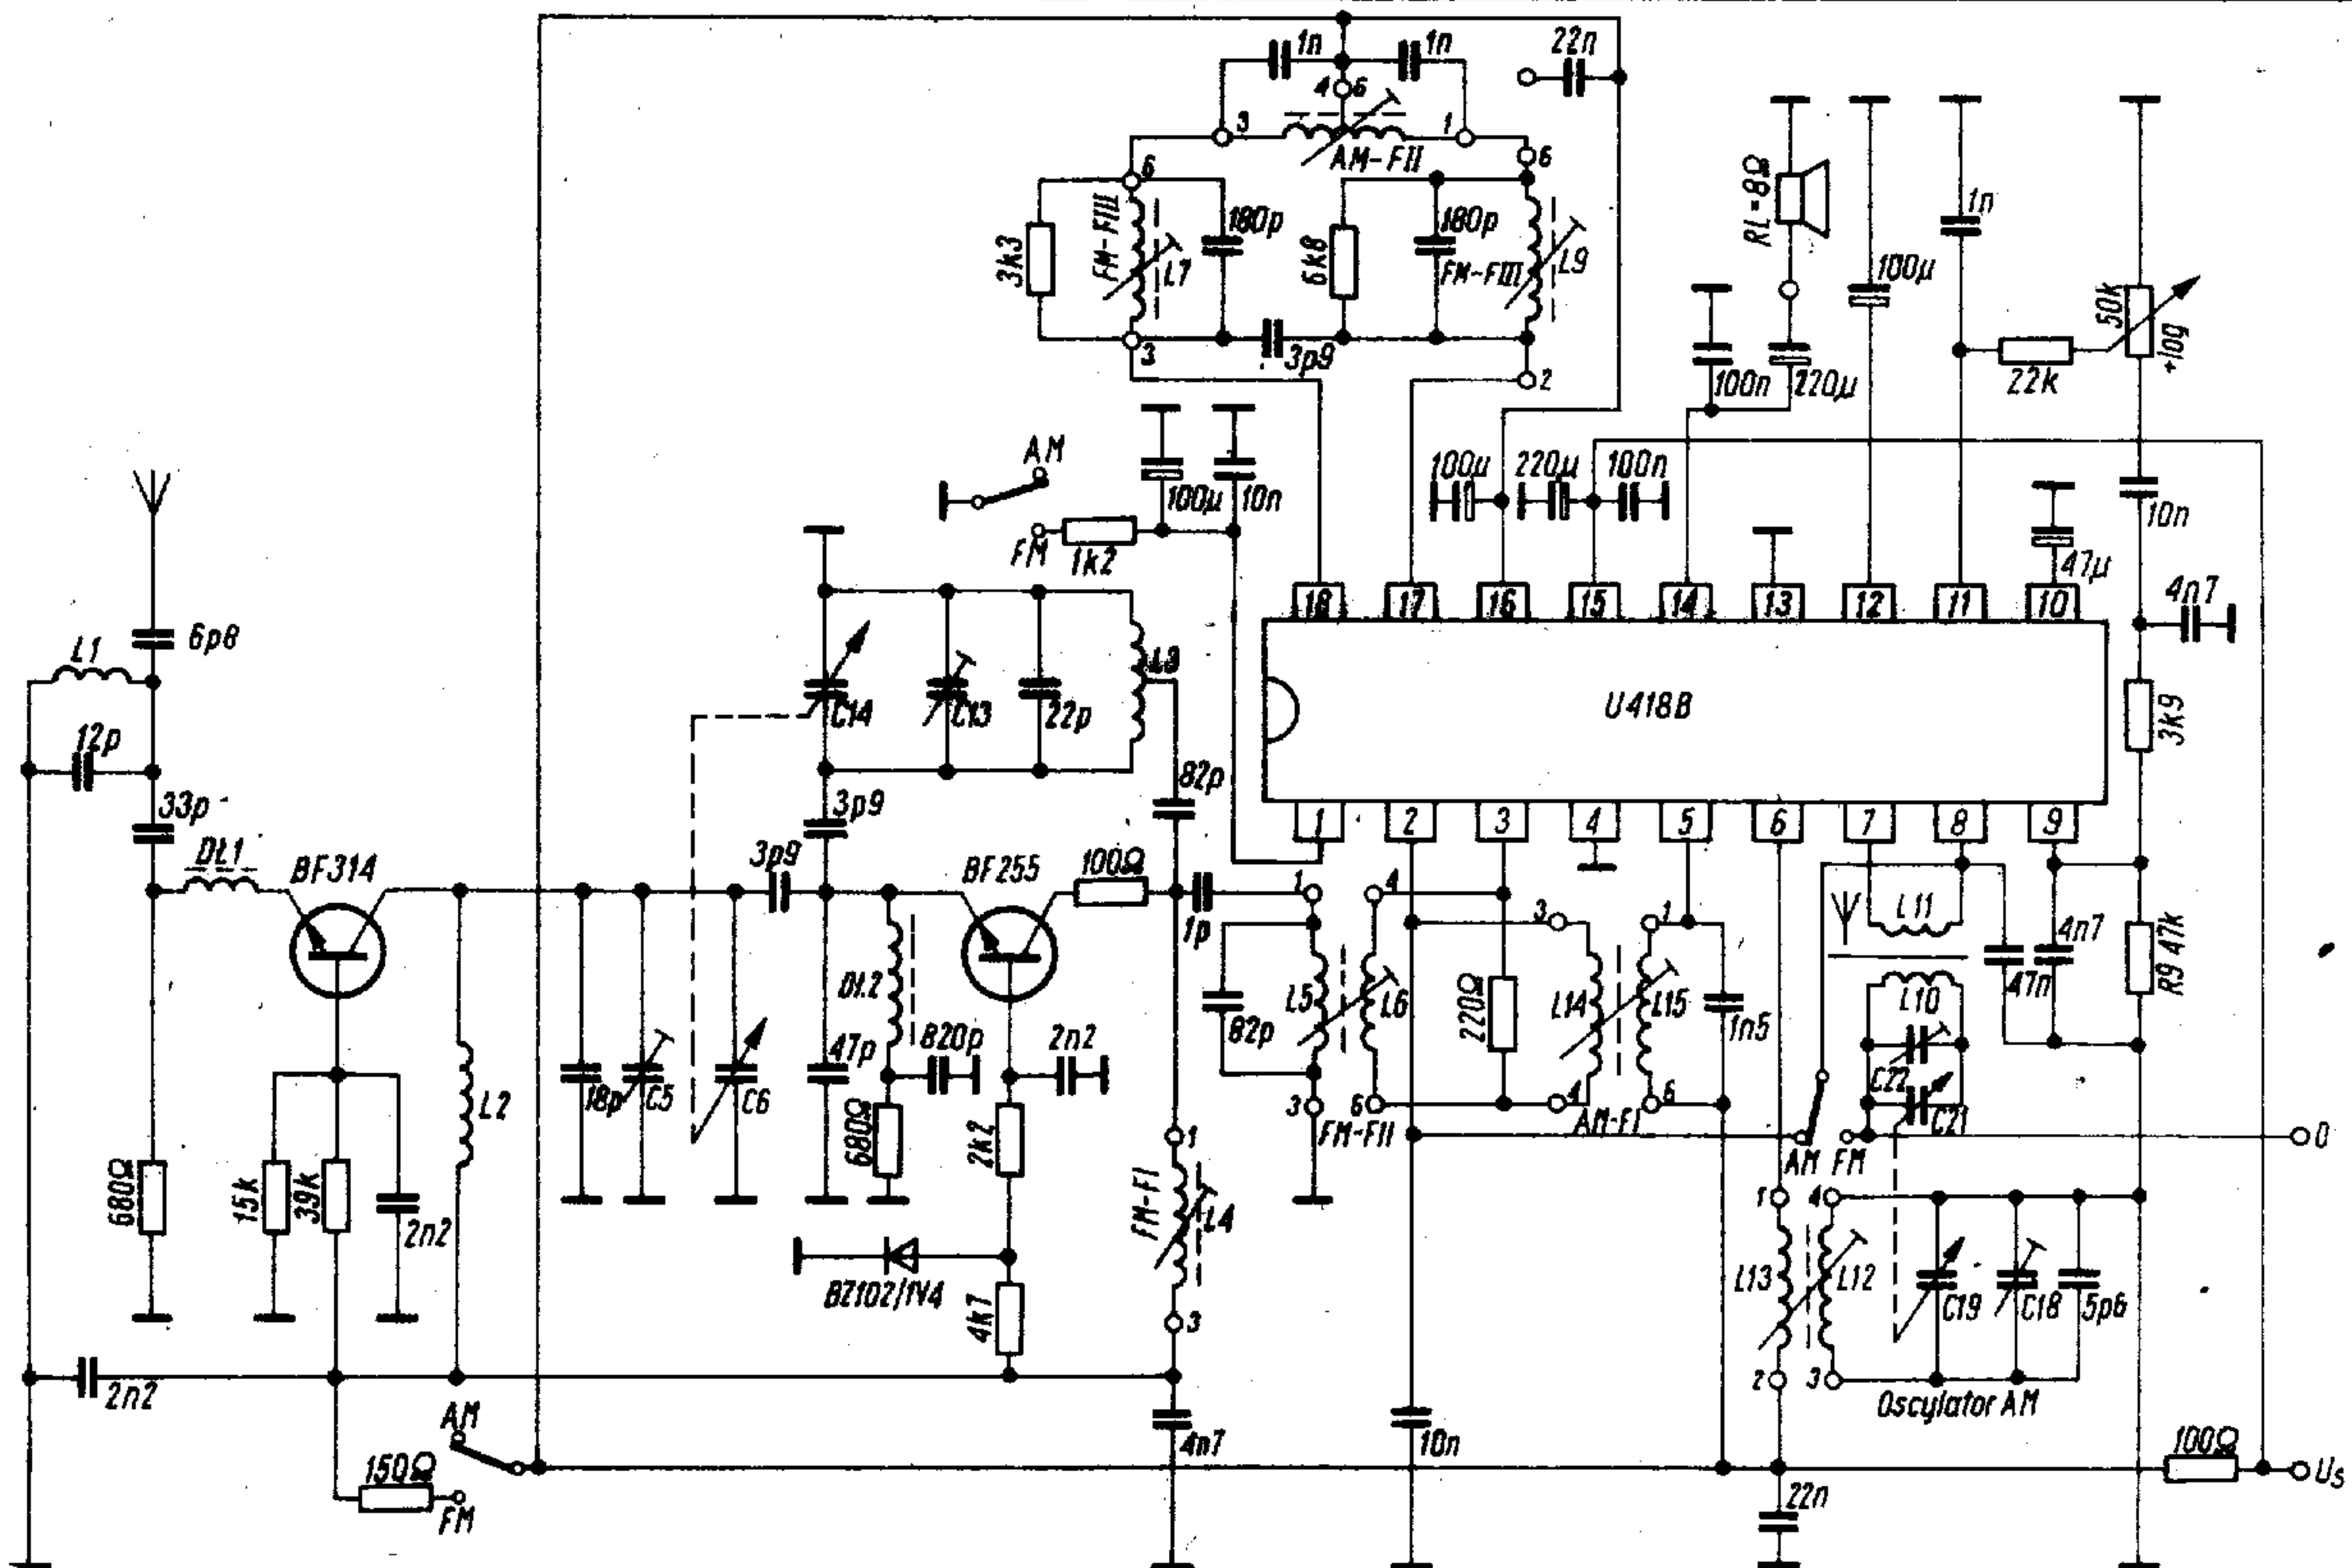 1n
1n
22n
4
6
3
1
AM-FII
6
6
3k3
FM-FIII
L7
180p
6k8
180p
FM-FIII
L9
3
3p9
2
RL=8Ω
100µ
1n
50k
+log
100n
220µ
22k
AM
FM
1k2
100µ
10n
100µ
220µ
100n
10n
47µ
4n7
18
17
16
15
14
13
12
11
10
U418B
1
2
3
4
5
6
7
8
9
6p8
L1
12p
33p
DŁ1
BF314
C14
C13
22p
82p
3p9
3p9
BF255
100Ω
1p
3k9
1
4
3
1
L11
4n7
47n
R9 47k
L10
C22
C21
DŁ2
820p
2n2
82p
L5
L6
220Ω
L14
L15
1n5
L2
18p
C5
C6
47p
680Ω
2k2
3
6
FM-FII
4
6
AM-FI
AM
FM
0
680Ω
15k
39k
2n2
BZ102/1V4
4k7
1
FM-FI
L4
3
1
4
L13
L12
C19
C18
5p6
2
3
Oscylator AM
2n2
AM
150Ω
FM
4n7
10n
22n
100Ω
Us